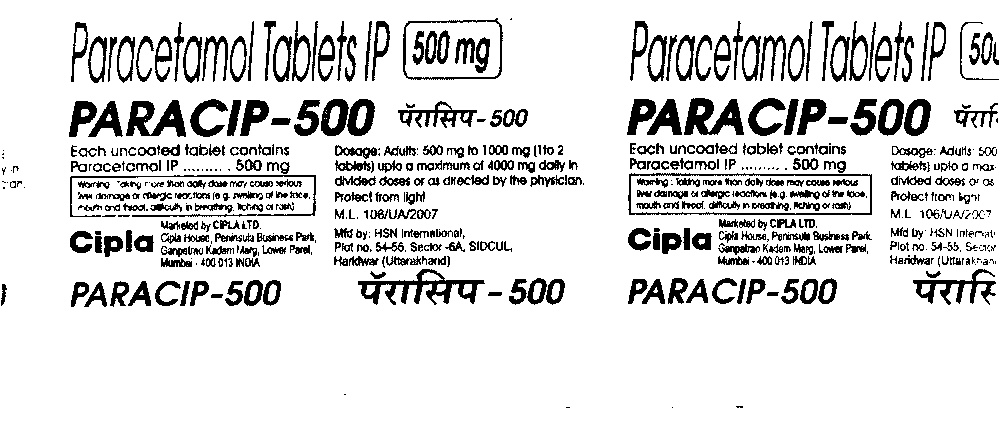 Paracetamol Tablets IP 500 mg
PARACIP-500 पॅरासिप-500
Each uncoated tablet contains
Paracetamol IP .......... 500 mg
Warning : Taking more than daily dose may cause serious
liver damage or allergic reactions (e.g. swelling of the face,
mouth and throat, difficulty in breathing, itching or rash)
Cipla
Marketed by CIPLA LTD.
Cipla House, Peninsula Business Park,
Ganpatrao Kadam Marg, Lower Parel,
Mumbai - 400 013 INDIA
Dosage: Adults: 500 mg to 1000 mg (1to 2
tablets) upto a maximum of 4000 mg daily in
divided doses or as directed by the physician.
Protect from light
M.L. 106/UA/2007
Mfd by: HSN International,
Plot no. 54-55, Sector -6A, SIDCUL,
Haridwar (Uttarakhand)
PARACIP-500 पॅरासिप-500
Paracetamol Tablets IP 50
PARACIP-500 पॅरासि
Each uncoated tablet contains
Paracetamol IP .......... 500 mg
Warning : Taking more than daily dose may cause serious
liver damage or allergic reactions (e.g. swelling of the face,
mouth and throat, difficulty in breathing, itching or rash)
Cipla
Marketed by CIPLA LTD.
Cipla House, Peninsula Business Park,
Ganpatrao Kadam Marg, Lower Parel,
Mumbai - 400 013 INDIA
Dosage: Adults: 500
tablets) upto a max
divided doses or as
Protect from light
M.L. 106/UA/2007
Mfd by: HSN Internati
Plot no. 54-55, Sector
Haridwar (Uttarakhan
PARACIP-500 पॅरासि